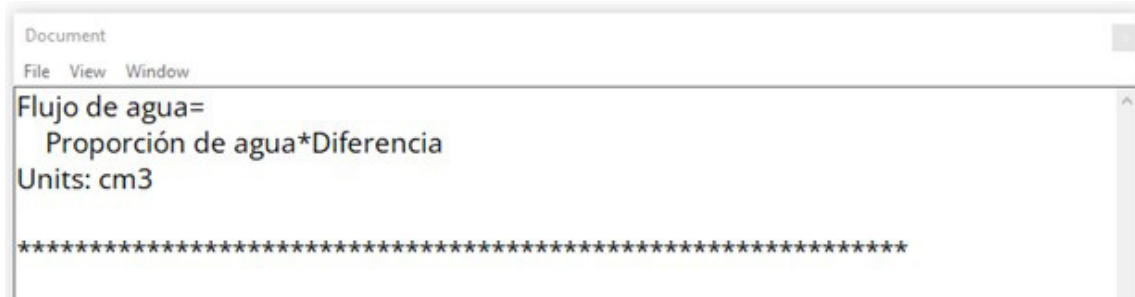 Document
File View Window
Flujo de agua=
Proporción de agua*Diferencia
Units: cm3
**************************************************************